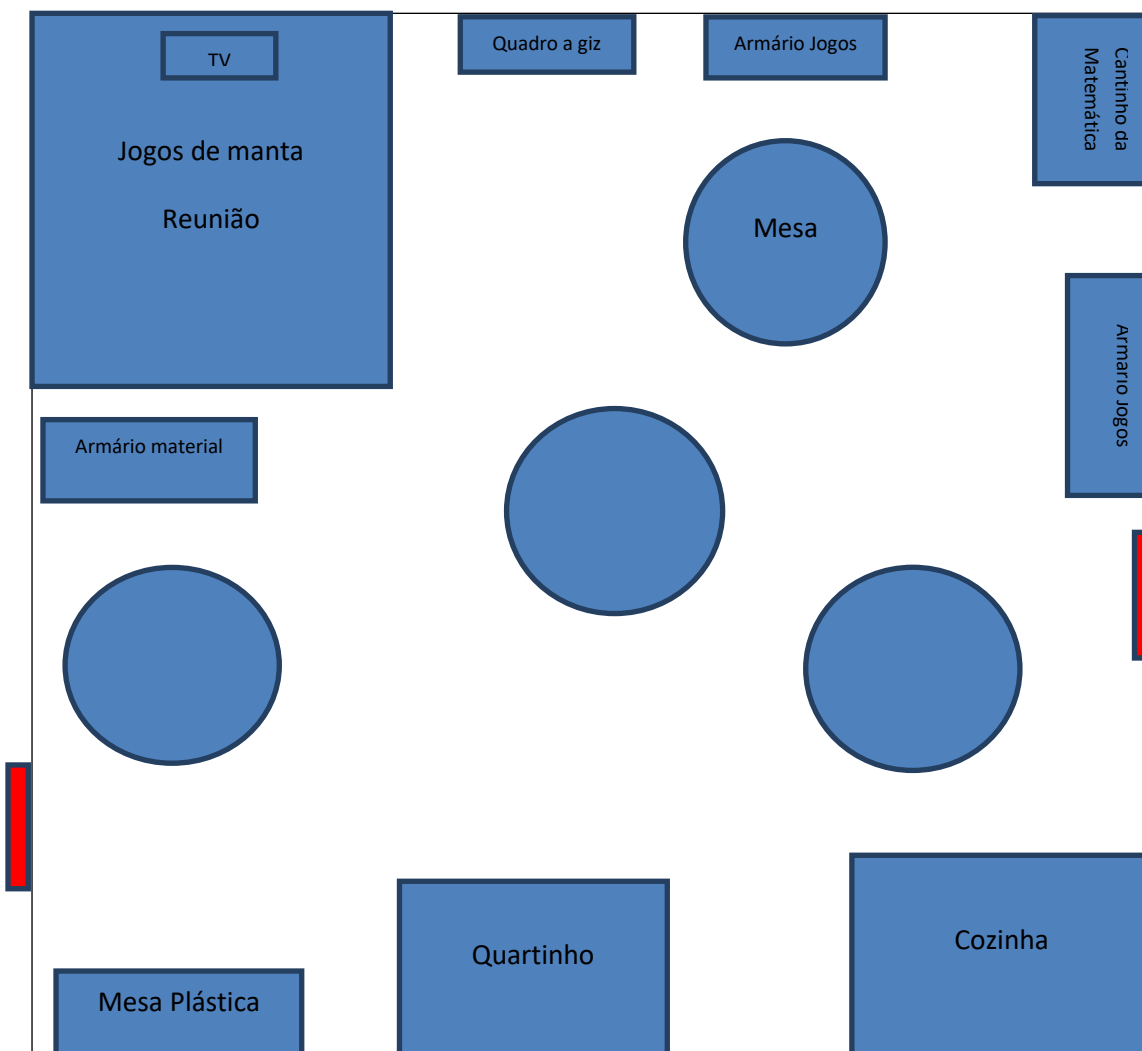 TV
Jogos de manta
Reunião
Quadro a giz
Armário Jogos
Cantinho da
Matemática
Mesa
Armario Jogos
Armário material
Quartinho
Cozinha
Mesa Plástica